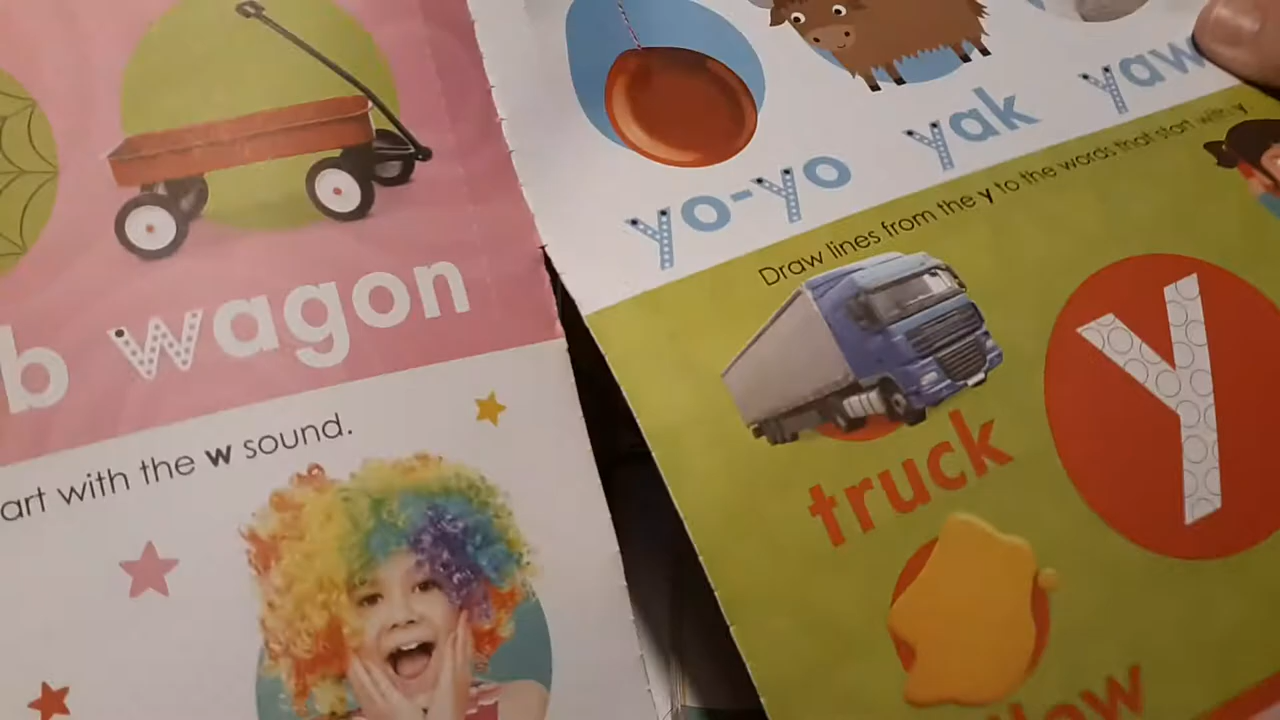 b wagon
art with the w sound.
yo-yo yak yaw
Draw lines from the y to the words that start with y
truck
y
low